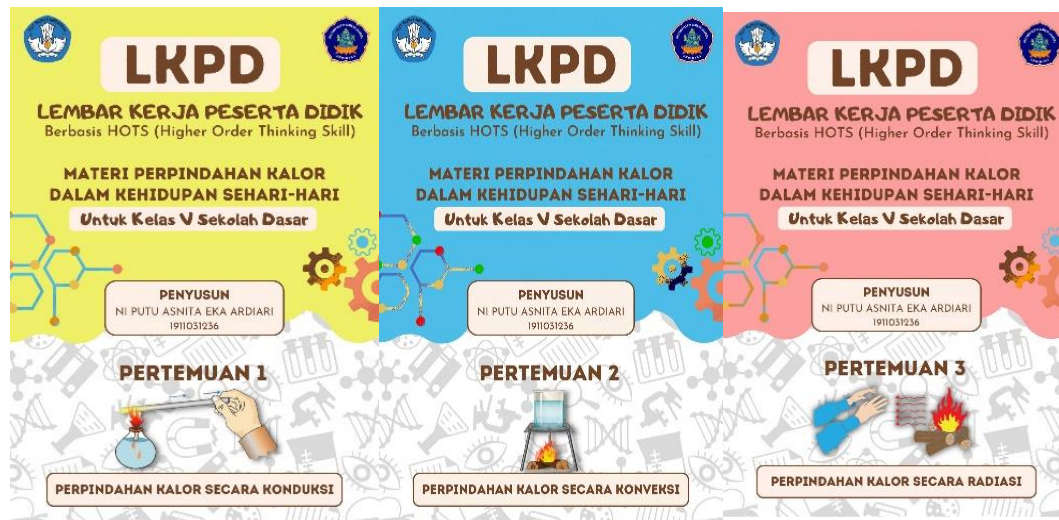 LKPD
LEMBAR KERJA PESERTA DIDIK
Berbasis HOTS (Higher Order Thinking Skill)
MATERI PERPINDAHAN KALOR
DALAM KEHIDUPAN SEHARI-HARI
Untuk Kelas V Sekolah Dasar
PENYUSUN
NI PUTU ASNITA EKA ARDIARI
1911031236
PERTEMUAN 1
PERPINDAHAN KALOR SECARA KONDUKSI
LKPD
LEMBAR KERJA PESERTA DIDIK
Berbasis HOTS (Higher Order Thinking Skill)
MATERI PERPINDAHAN KALOR
DALAM KEHIDUPAN SEHARI-HARI
Untuk Kelas V Sekolah Dasar
PENYUSUN
NI PUTU ASNITA EKA ARDIARI
1911031236
PERTEMUAN 2
PERPINDAHAN KALOR SECARA KONVEKSI
LKPD
LEMBAR KERJA PESERTA DIDIK
Berbasis HOTS (Higher Order Thinking Skill)
MATERI PERPINDAHAN KALOR
DALAM KEHIDUPAN SEHARI-HARI
Untuk Kelas V Sekolah Dasar
PENYUSUN
NI PUTU ASNITA EKA ARDIARI
1911031236
PERTEMUAN 3
PERPINDAHAN KALOR SECARA RADIASI